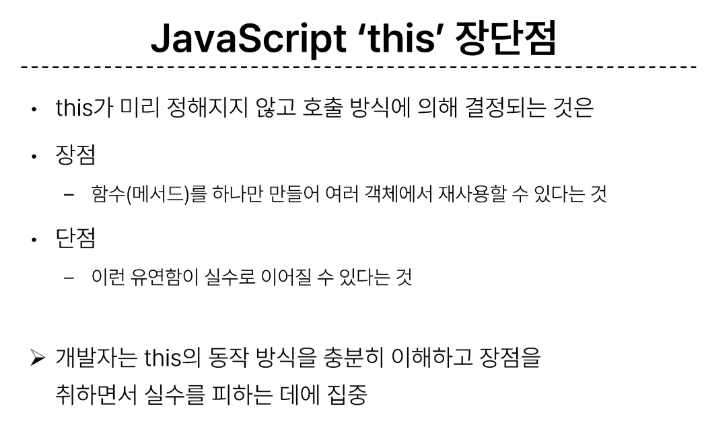 JavaScript ‘this’ 장단점
• this가 미리 정해지지 않고 호출 방식에 의해 결정되는 것은
• 장점
– 함수(메서드)를 하나만 만들어 여러 객체에서 재사용할 수 있다는 것
• 단점
– 이런 유연함이 실수로 이어질 수 있다는 것
➢ 개발자는 this의 동작 방식을 충분히 이해하고 장점을
취하면서 실수를 피하는 데에 집중